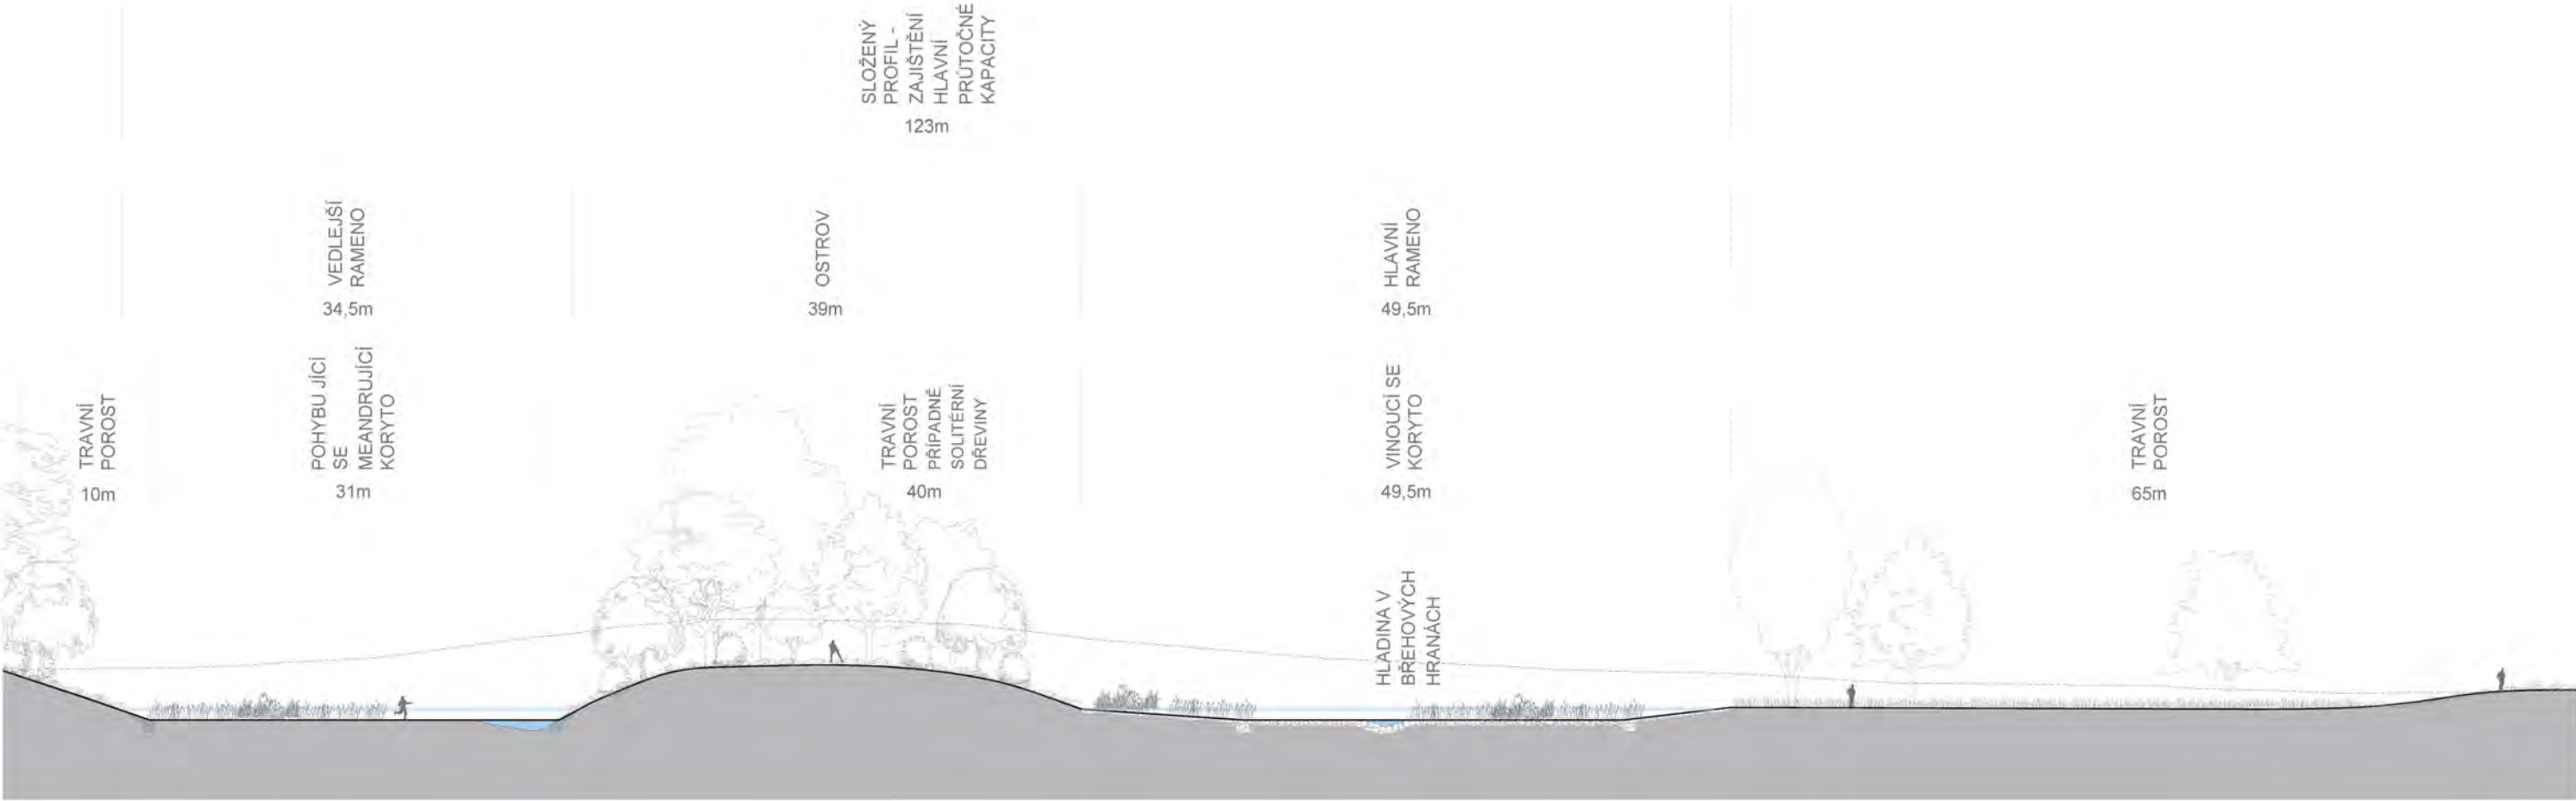 SLOŽENÝ
PROFIL -
ZAJIŠTĚNÍ
HLAVNÍ
PRŮTOČNÉ
KAPACITY
123m
VEDLEJŠÍ
RAMENO
34,5m
OSTROV
39m
HLAVNÍ
RAMENO
49,5m
TRAVNÍ
POROST
10m
POHYBU JÍCÍ
SE
MEANDRUJÍCÍ
KORYTO
31m
TRAVNÍ
POROST
PŘÍPADNĚ
SOLITÉRNÍ
DŘEVINY
40m
VINOUCÍ SE
KORYTO
49,5m
TRAVNÍ
POROST
65m
HLADINA V
BŘEHOVÝCH
HRANÁCH